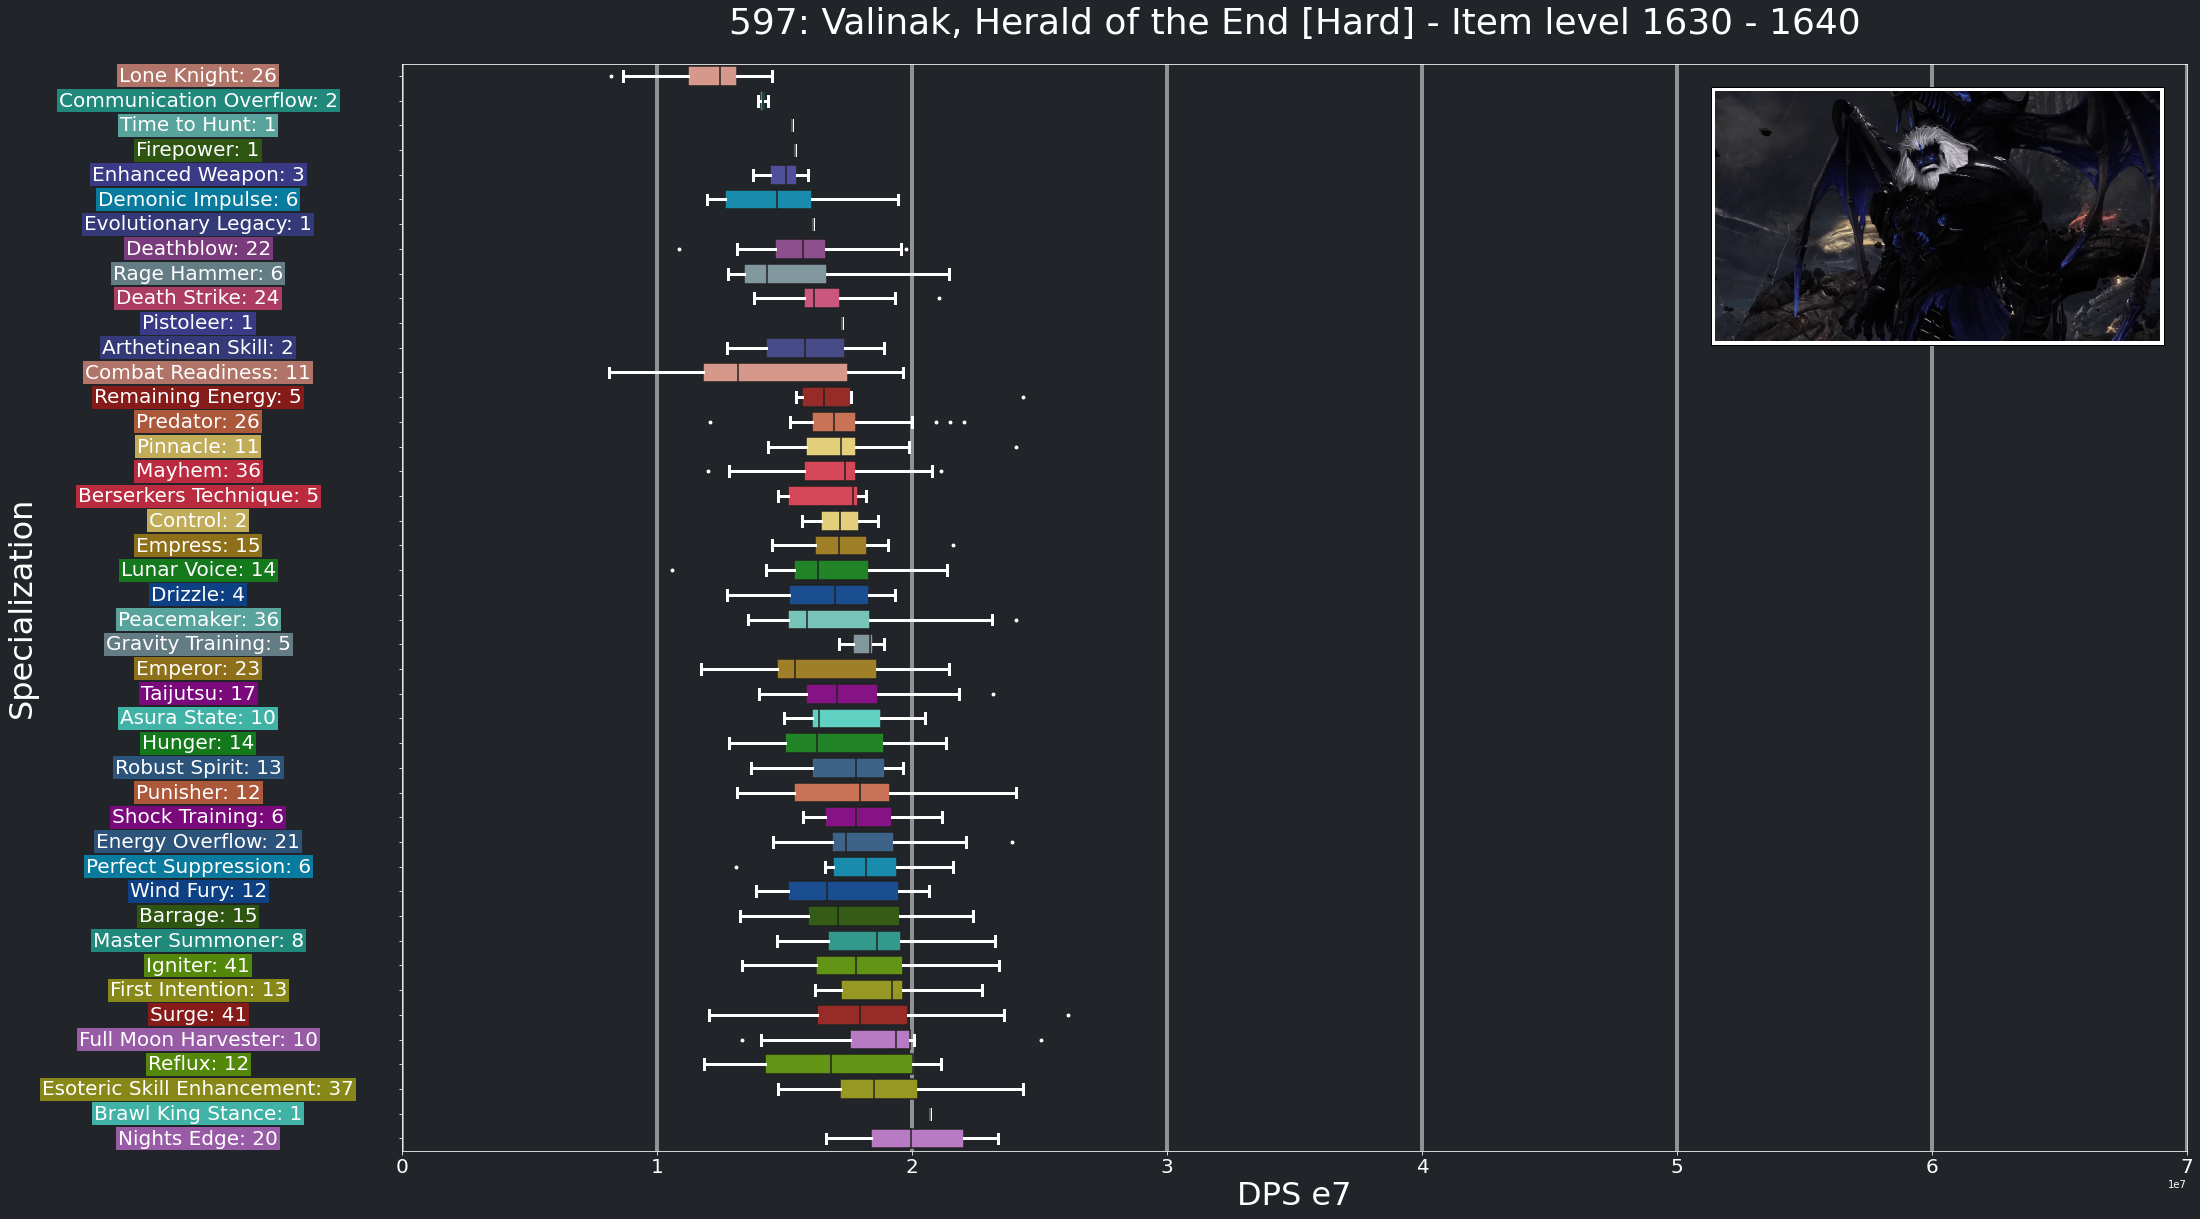 597: Valinak, Herald of the End [Hard] - Item level 1630 - 1640
Specialization
Lone Knight: 26
Communication Overflow: 2
Time to Hunt: 1
Firepower: 1
Enhanced Weapon: 3
Demonic Impulse: 6
Evolutionary Legacy: 1
Deathblow: 22
Rage Hammer: 6
Death Strike: 24
Pistoleer: 1
Arthetinean Skill: 2
Combat Readiness: 11
Remaining Energy: 5
Predator: 26
Pinnacle: 11
Mayhem: 36
Berserkers Technique: 5
Control: 2
Empress: 15
Lunar Voice: 14
Drizzle: 4
Peacemaker: 36
Gravity Training: 5
Emperor: 23
Taijutsu: 17
Asura State: 10
Hunger: 14
Robust Spirit: 13
Punisher: 12
Shock Training: 6
Energy Overflow: 21
Perfect Suppression: 6
Wind Fury: 12
Barrage: 15
Master Summoner: 8
Igniter: 41
First Intention: 13
Surge: 41
Full Moon Harvester: 10
Reflux: 12
Esoteric Skill Enhancement: 37
Brawl King Stance: 1
Nights Edge: 20
0 1 2 3 4 5 6 7
1e7
DPS e7